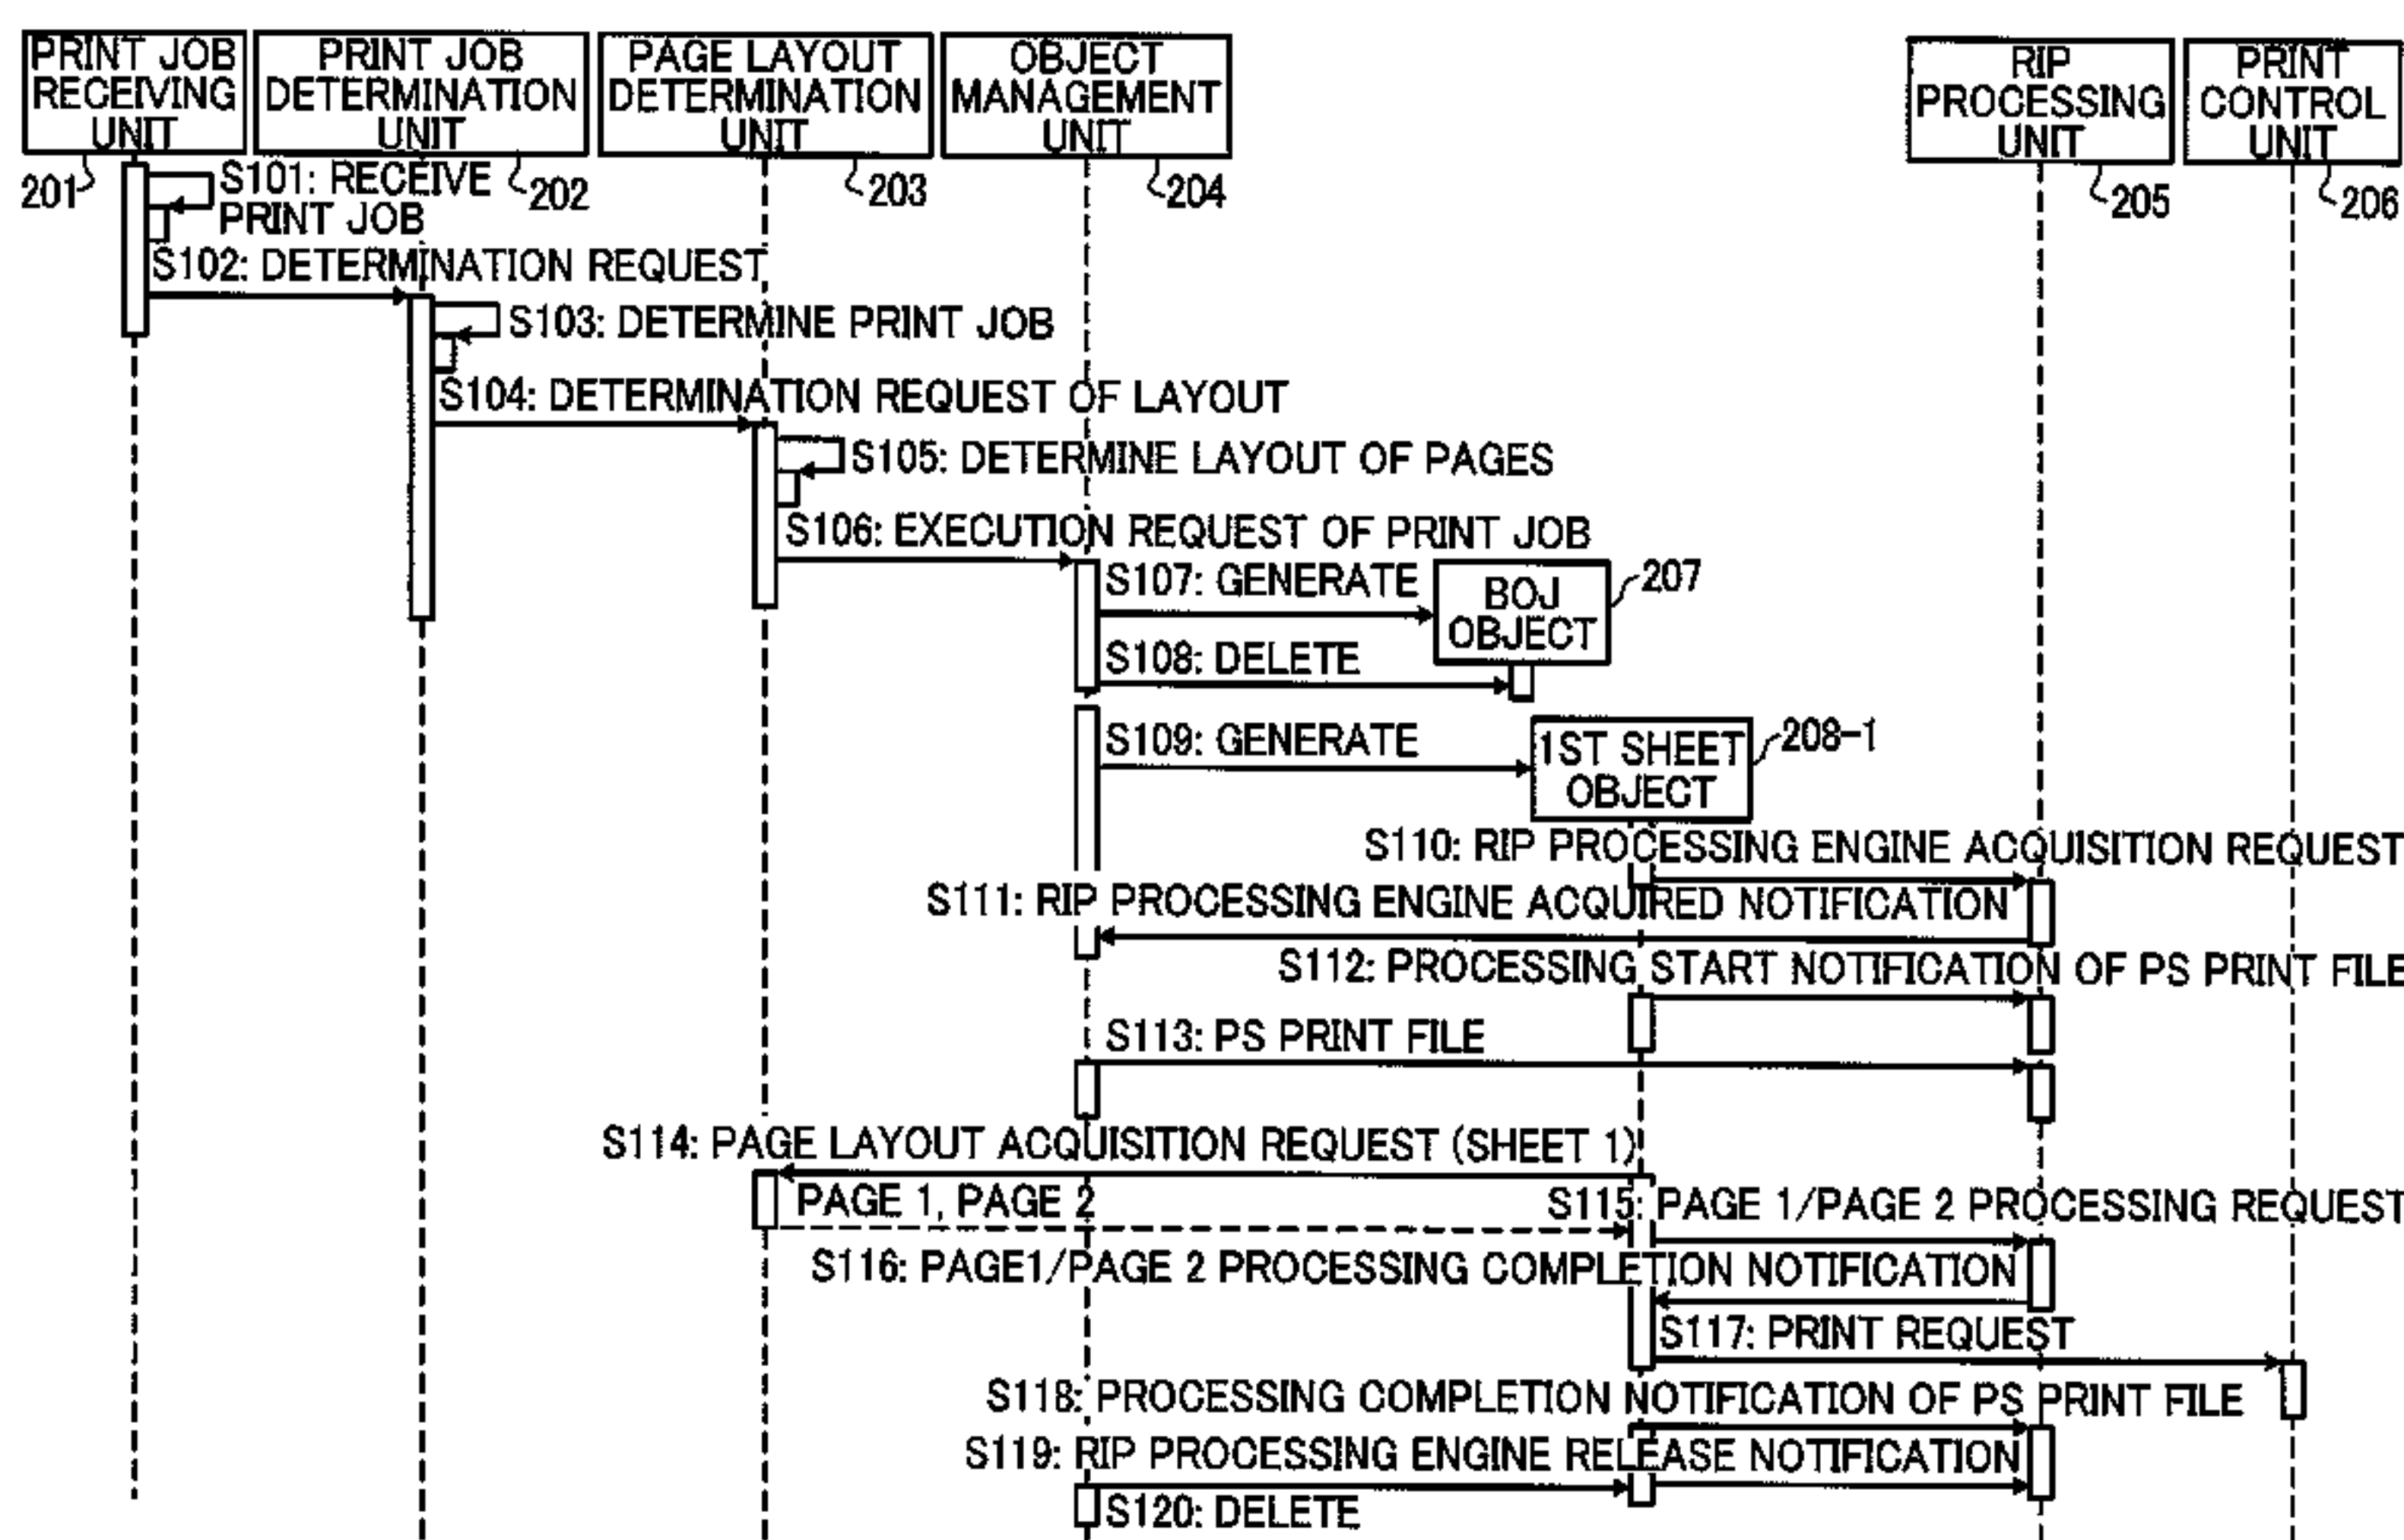 PRINT JOB
RECEIVING
UNIT
PRINT JOB
DETERMINATION
UNIT
PAGE LAYOUT
DETERMINATION
UNIT
OBJECT
MANAGEMENT
UNIT
RIP
PROCESSING
UNIT
PRINT
CONTROL
UNIT
201
202
203
204
205
206
S101: RECEIVE
PRINT JOB
S102: DETERMINATION REQUEST
S103: DETERMINE PRINT JOB
S104: DETERMINATION REQUEST OF LAYOUT
S105: DETERMINE LAYOUT OF PAGES
S106: EXECUTION REQUEST OF PRINT JOB
S107: GENERATE
BOJ
OBJECT
207
S108: DELETE
S109: GENERATE
1ST SHEET
OBJECT
208-1
S110: RIP PROCESSING ENGINE ACQUISITION REQUEST
S111: RIP PROCESSING ENGINE ACQUIRED NOTIFICATION
S112: PROCESSING START NOTIFICATION OF PS PRINT FILE
S113: PS PRINT FILE
S114: PAGE LAYOUT ACQUISITION REQUEST (SHEET 1)
PAGE 1, PAGE 2
S115: PAGE 1/PAGE 2 PROCESSING REQUEST
S116: PAGE1/PAGE 2 PROCESSING COMPLETION NOTIFICATION
S117: PRINT REQUEST
S118: PROCESSING COMPLETION NOTIFICATION OF PS PRINT FILE
S119: RIP PROCESSING ENGINE RELEASE NOTIFICATION
S120: DELETE